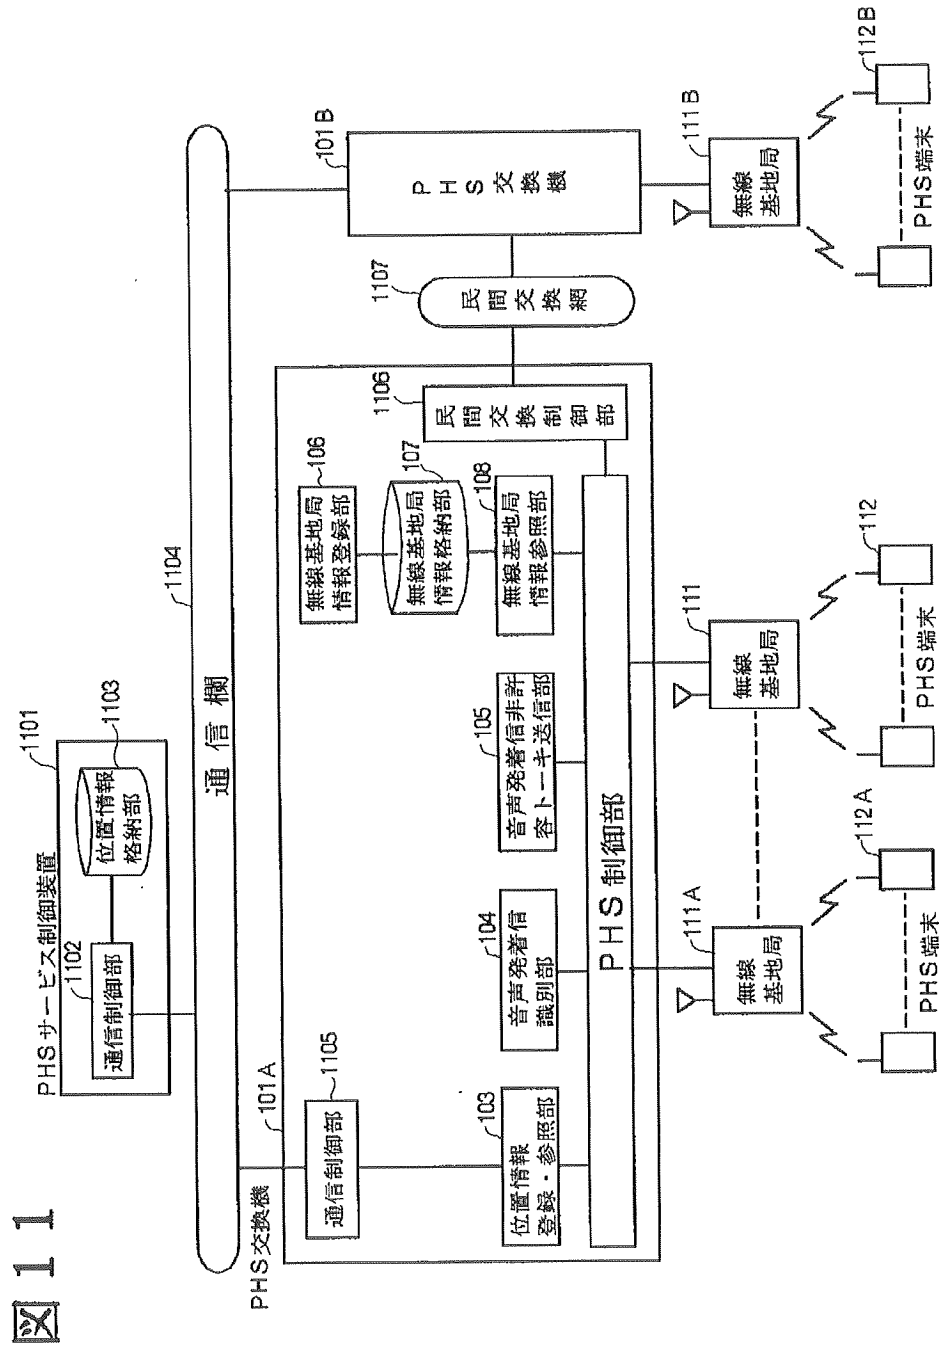 図11
PHSサービス制御装置
1101
1102
通信制御部
1103
位置情報
格納部
1104
通信欄
PHS交換機
101A
1105
通信制御部
103
位置情報
登録・参照部
104
音声発着信
識別部
105
音声発着信非許
容トーキ送信部
106
無線基地局
情報登録部
107
無線基地局
情報格納部
108
無線基地局
情報参照部
1106
民間交換制御部
1107
民間交換網
101B
PHS交換機
PHS制御部
111A
無線
基地局
111
無線
基地局
111B
無線
基地局
112A
PHS端末
112
PHS端末
112B
PHS端末